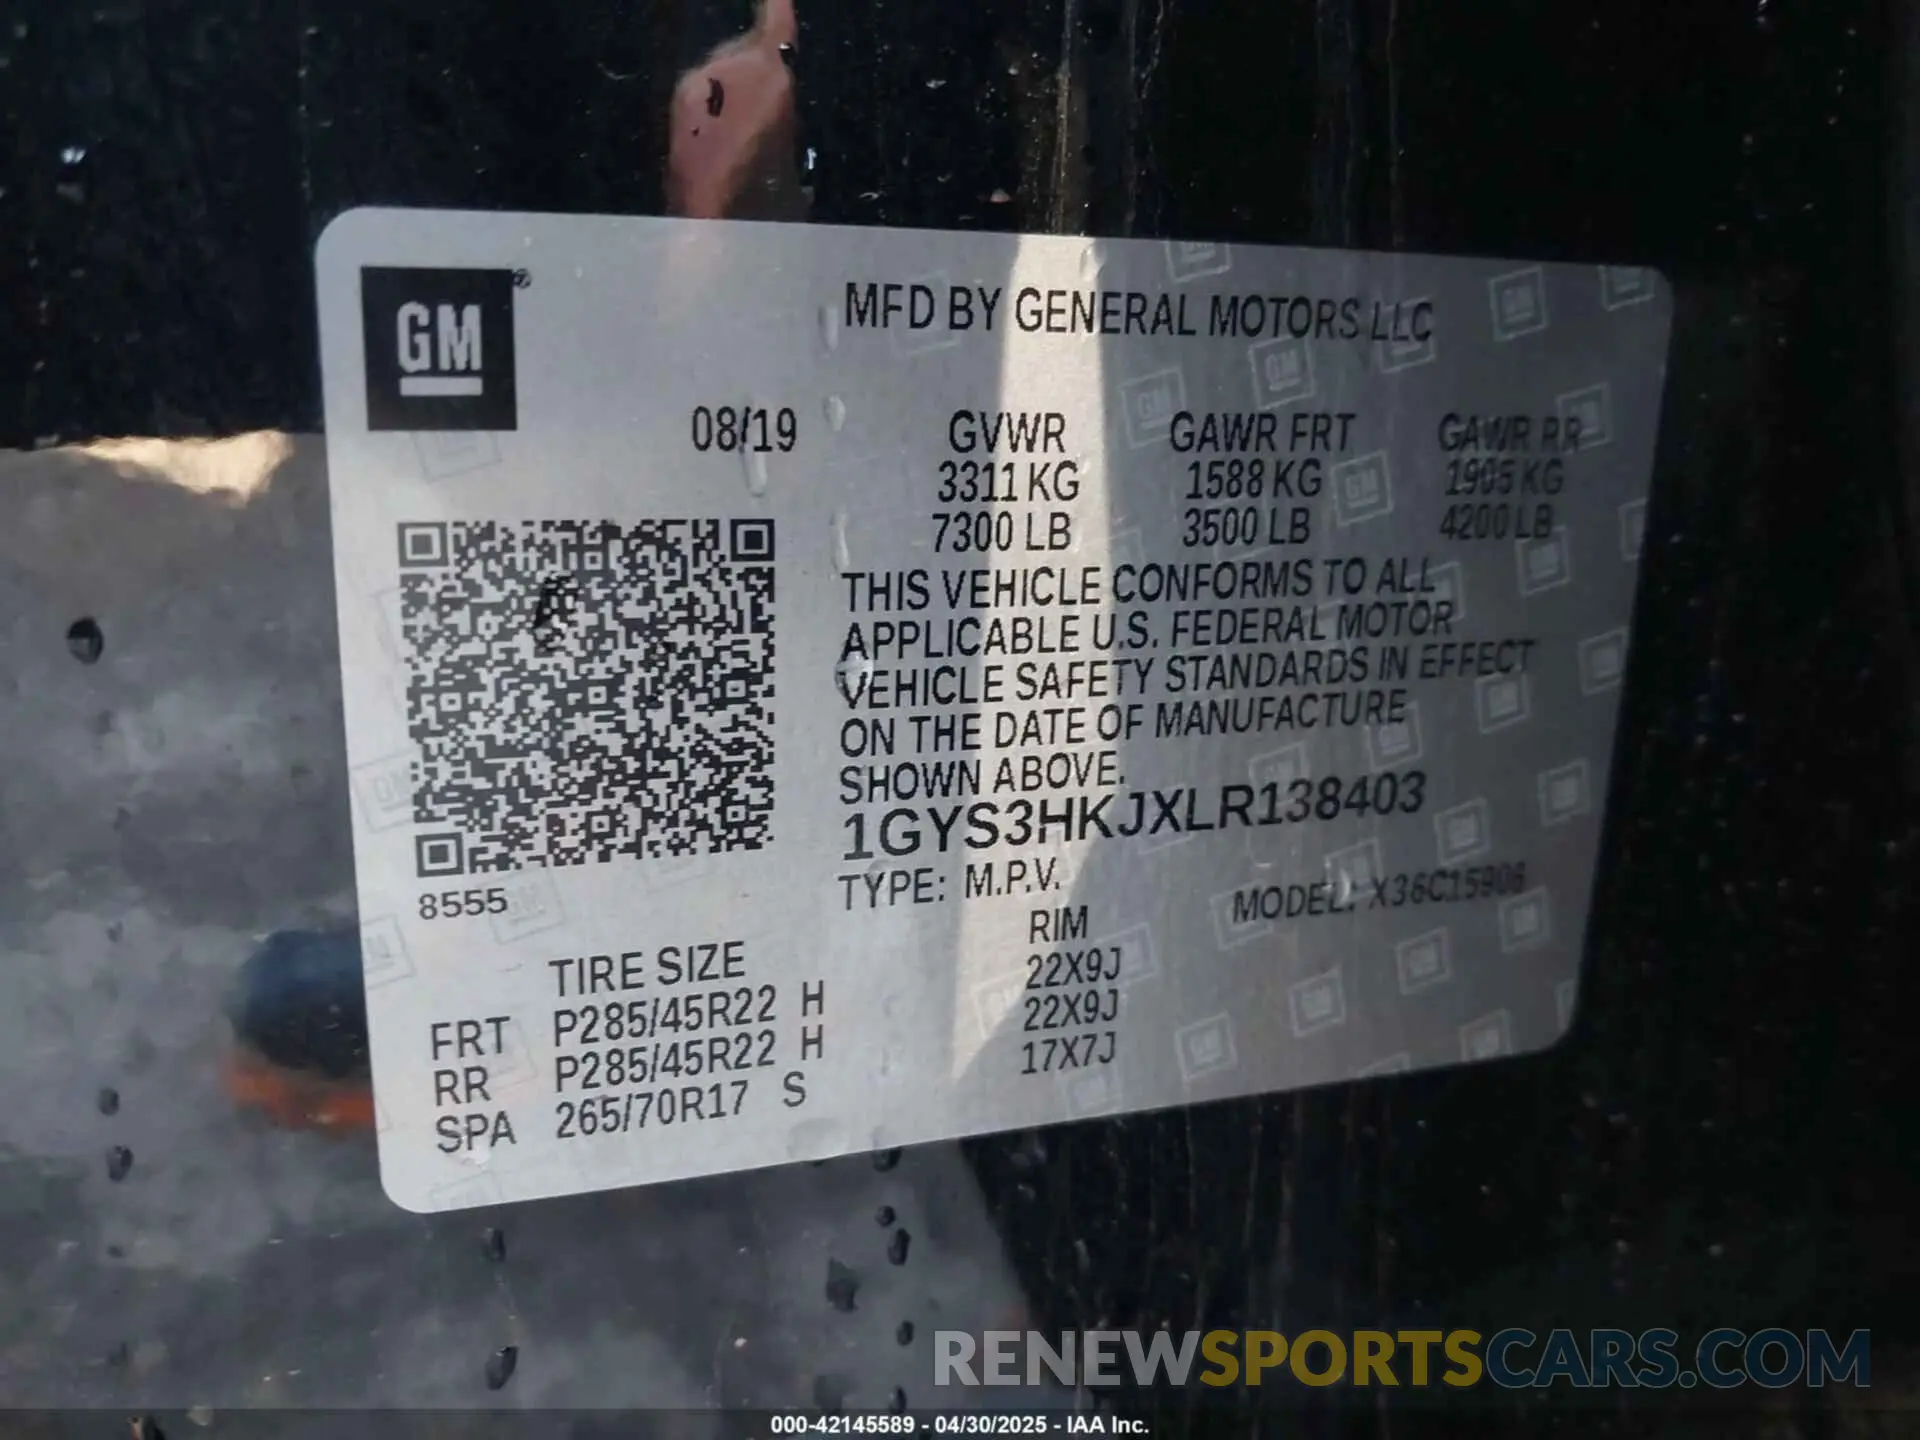 GM®
MFD BY GENERAL MOTORS LLC
08/19 GVWR GAWR FRT GAWR RR
3311 KG 1588 KG 1905 KG
7300 LB 3500 LB 4200 LB
THIS VEHICLE CONFORMS TO ALL
APPLICABLE U.S. FEDERAL MOTOR
VEHICLE SAFETY STANDARDS IN EFFECT
ON THE DATE OF MANUFACTURE
SHOWN ABOVE.
1GYS3HKJXLR138403
8555
TYPE: M.P.V. MODEL: X36C15906
TIRE SIZE RIM
FRT P285/45R22 H 22X9J
RR P285/45R22 H 22X9J
SPA 265/70R17 S 17X7J
RENEWSPORTSCARS.COM
000-42145589 - 04/30/2025 - IAA Inc.